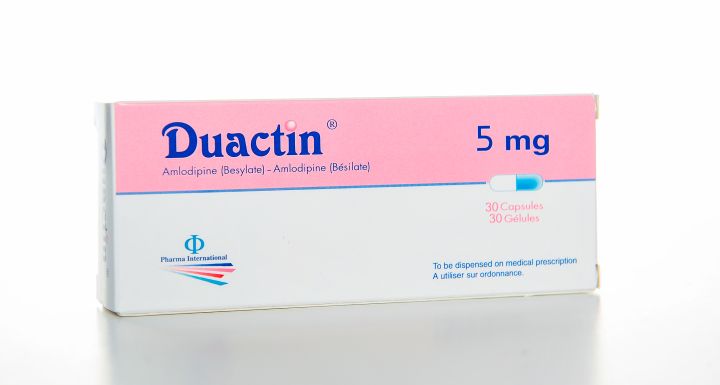 Duactin®
5 mg
Amlodipine (Besylate) - Amlodipine (Bésilate)
30 Capsules
30 Gélules
Φ
Pharma International
To be dispensed on medical prescription
A utiliser sur ordonnance.